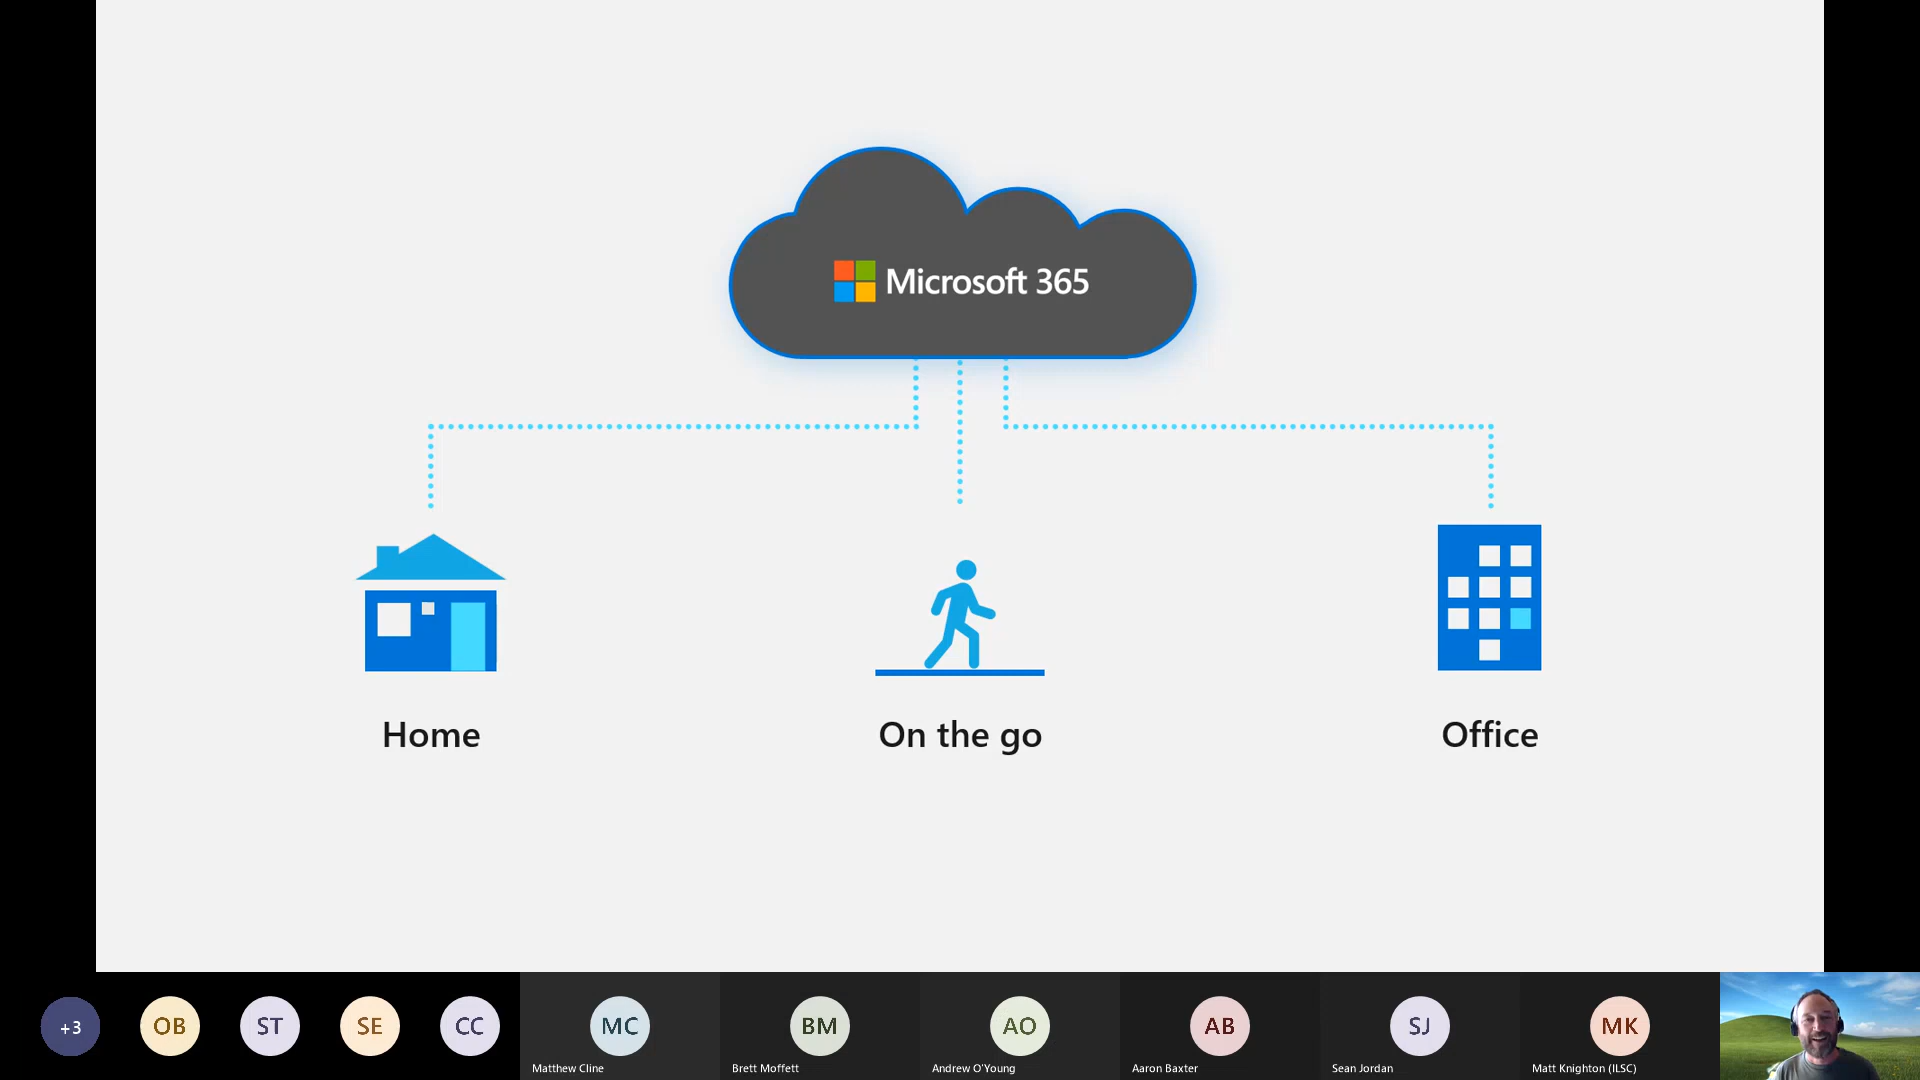 Microsoft 365
Home
On the go
Office
+3
OB
ST
SE
CC
MC
BM
AO
AB
SJ
MK
Matthew Cline
Brett Moffett
Andrew O'Young
Aaron Baxter
Sean Jordan
Matt Knighton (ILSC)